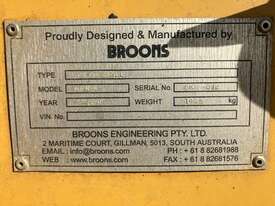 Proudly Designed & Manufactured by
BROONS
TYPE
MODEL SERIAL No
YEAR WEIGHT kg
VIN No.
BROONS ENGINEERING PTY. LTD.
2 MARITIME COURT, GILLMAN, 5013, SOUTH AUSTRALIA
EMAIL : info@broons.com PH : + 61 8 82681988
WEB : www.broons.com FAX : + 61 8 82681576